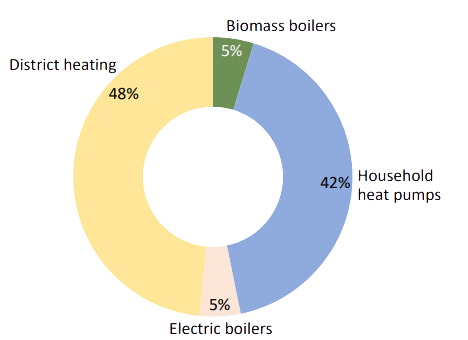 Biomass boilers
5%
District heating
48%
42%
Household
heat pumps
5%
Electric boilers